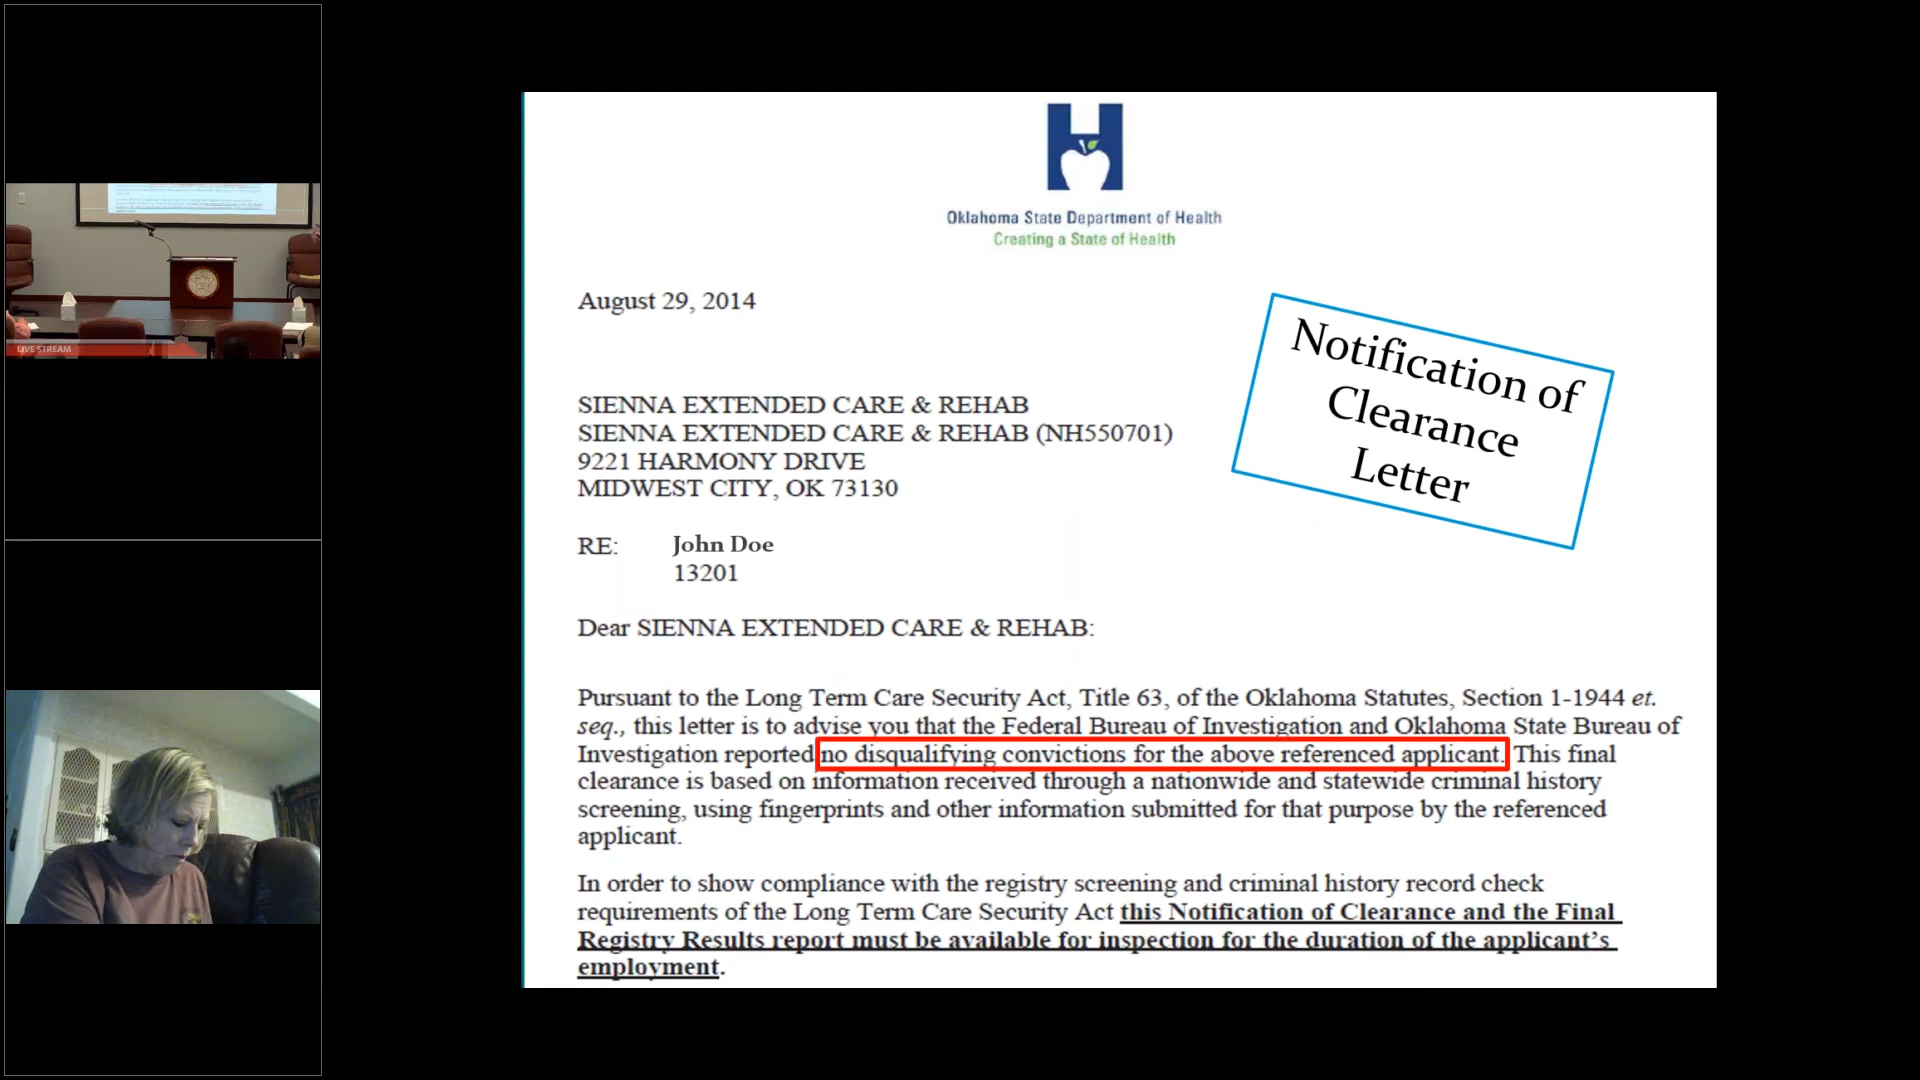 LIVE STREAM
Oklahoma State Department of Health
Creating a State of Health
August 29, 2014
Notification of
Clearance
Letter
SIENNA EXTENDED CARE & REHAB
SIENNA EXTENDED CARE & REHAB (NH550701)
9221 HARMONY DRIVE
MIDWEST CITY, OK 73130
RE: John Doe
13201
Dear SIENNA EXTENDED CARE & REHAB:
Pursuant to the Long Term Care Security Act, Title 63, of the Oklahoma Statutes, Section 1-1944 et.
seq., this letter is to advise you that the Federal Bureau of Investigation and Oklahoma State Bureau of
Investigation reported no disqualifying convictions for the above referenced applicant. This final
clearance is based on information received through a nationwide and statewide criminal history
screening, using fingerprints and other information submitted for that purpose by the referenced
applicant.
In order to show compliance with the registry screening and criminal history record check
requirements of the Long Term Care Security Act this Notification of Clearance and the Final
Registry Results report must be available for inspection for the duration of the applicant’s
employment.